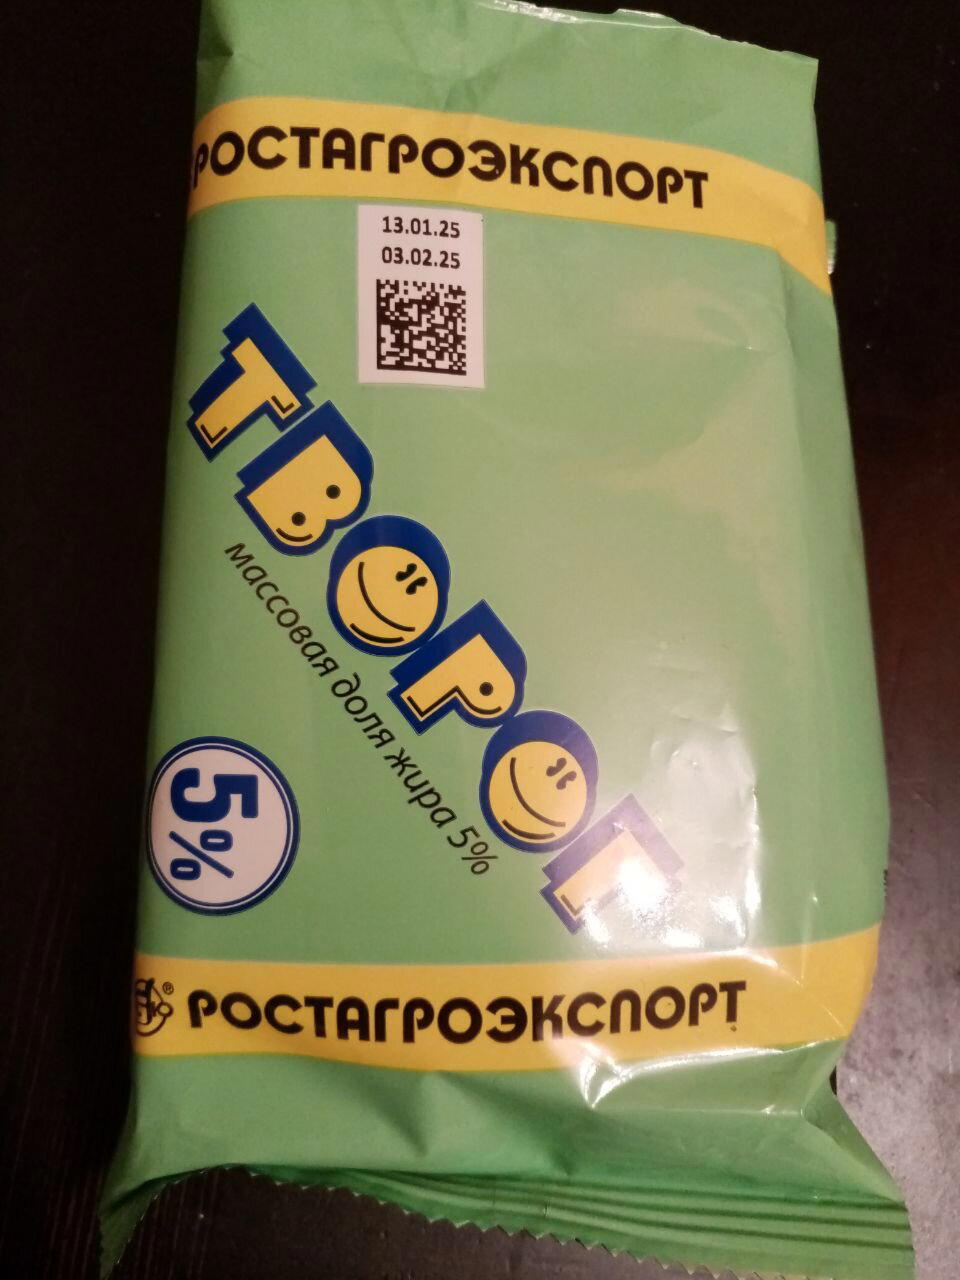 РОСТАГРОЭКСПОРТ
13.01.25
03.02.25
ТВОРОГ
массовая доля жира 5%
5%
® РОСТАГРОЭКСПОРТ